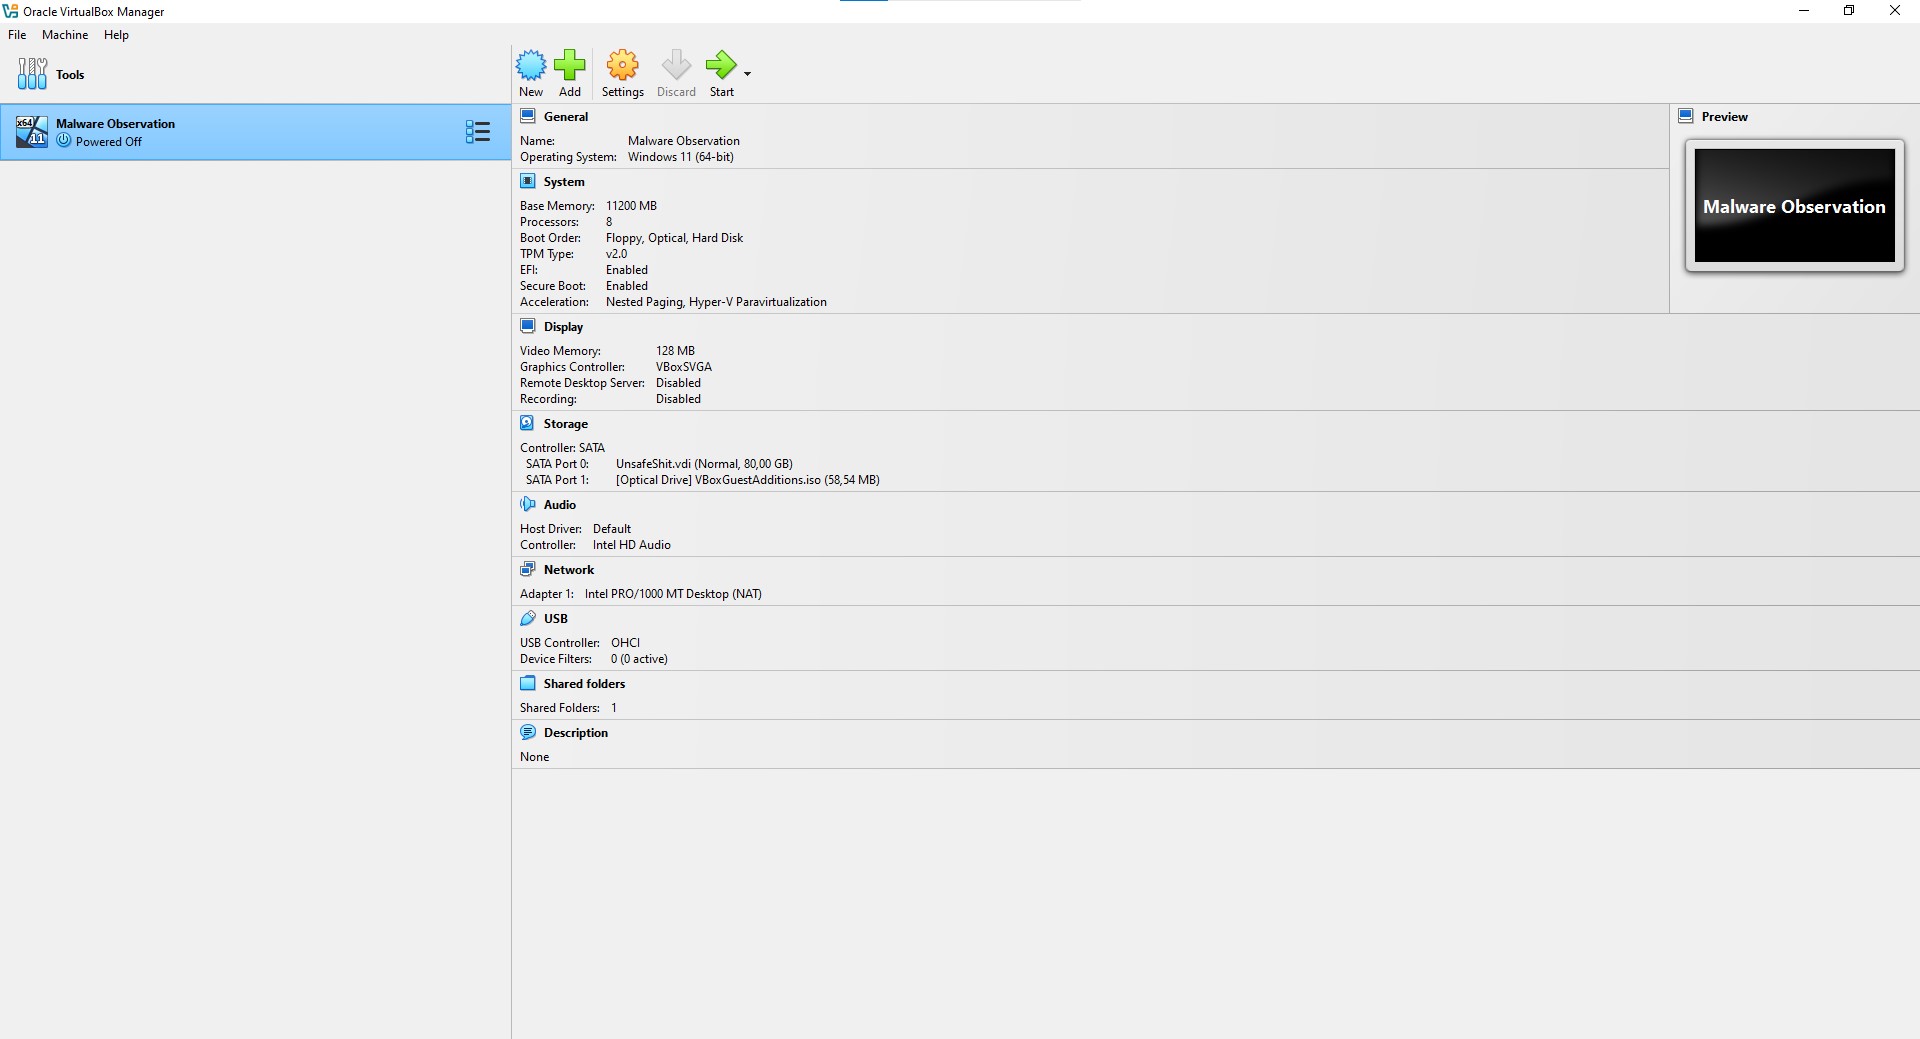 Oracle VirtualBox Manager
File Machine Help
Tools
New Add Settings Discard Start
x64
11
Malware Observation
Powered Off
General
Name: Malware Observation
Operating System: Windows 11 (64-bit)
Preview
Malware Observation
System
Base Memory: 11200 MB
Processors: 8
Boot Order: Floppy, Optical, Hard Disk
TPM Type: v2.0
EFI: Enabled
Secure Boot: Enabled
Acceleration: Nested Paging, Hyper-V Paravirtualization
Display
Video Memory: 128 MB
Graphics Controller: VBoxSVGA
Remote Desktop Server: Disabled
Recording: Disabled
Storage
Controller: SATA
SATA Port 0: UnsafeShit.vdi (Normal, 80,00 GB)
SATA Port 1: [Optical Drive] VBoxGuestAdditions.iso (58,54 MB)
Audio
Host Driver: Default
Controller: Intel HD Audio
Network
Adapter 1: Intel PRO/1000 MT Desktop (NAT)
USB
USB Controller: OHCI
Device Filters: 0 (0 active)
Shared folders
Shared Folders: 1
Description
None